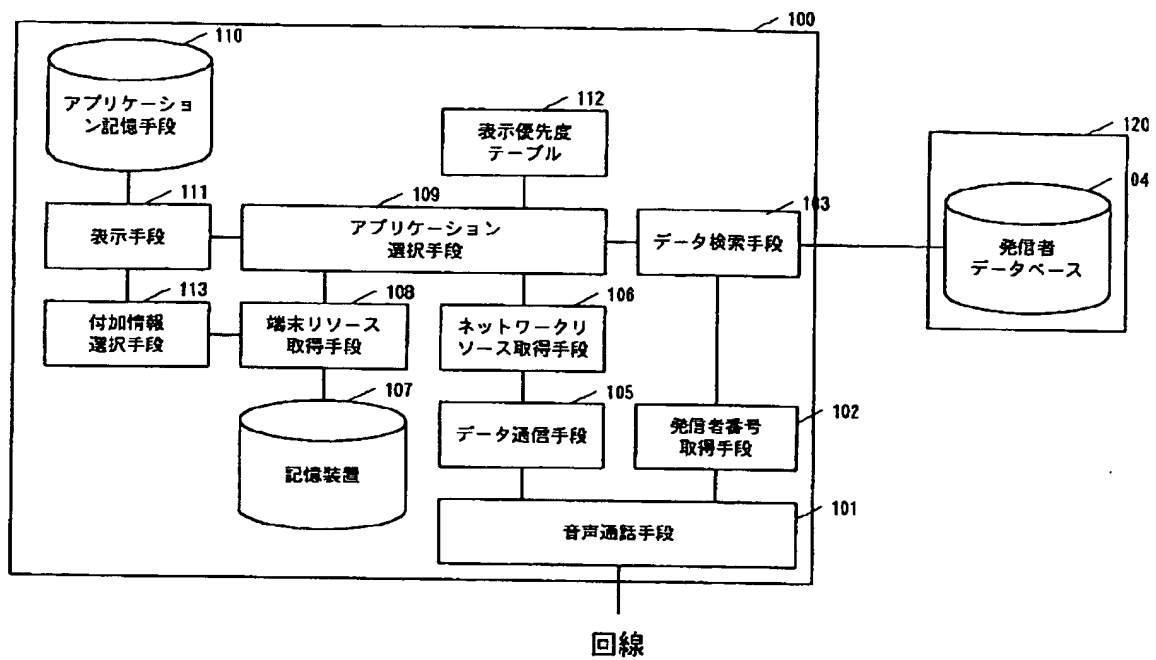 100
110
アプリケーショ
ン記憶手段
112
表示優先度
テーブル
120
104
発信者
データベース
111
表示手段
109
アプリケーション
選択手段
103
データ検索手段
113
付加情報
選択手段
108
端末リソース
取得手段
106
ネットワークリ
ソース取得手段
107
記憶装置
105
データ通信手段
102
発信者番号
取得手段
101
音声通話手段
回線